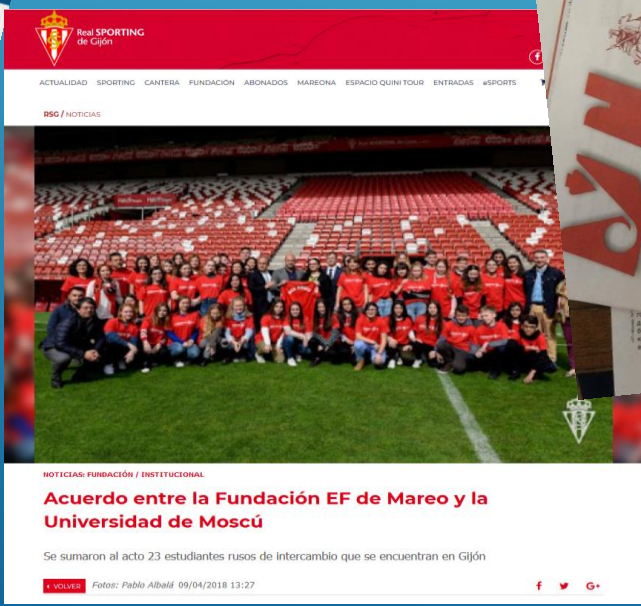 Real SPORTING
de Gijón
ACTUALIDAD SPORTING CANTERA FUNDACIÓN ABONADOS MAREONA ESPACIO QUINI TOUR ENTRADAS eSPORTS
RSG / NOTICIAS
NOTICIAS: FUNDACIÓN / INSTITUCIONAL
Acuerdo entre la Fundación EF de Mareo y la
Universidad de Moscú
Se sumaron al acto 23 estudiantes rusos de intercambio que se encuentran en Gijón
VOLVER Fotos: Pablo Albalá 09/04/2018 13:27
f G+